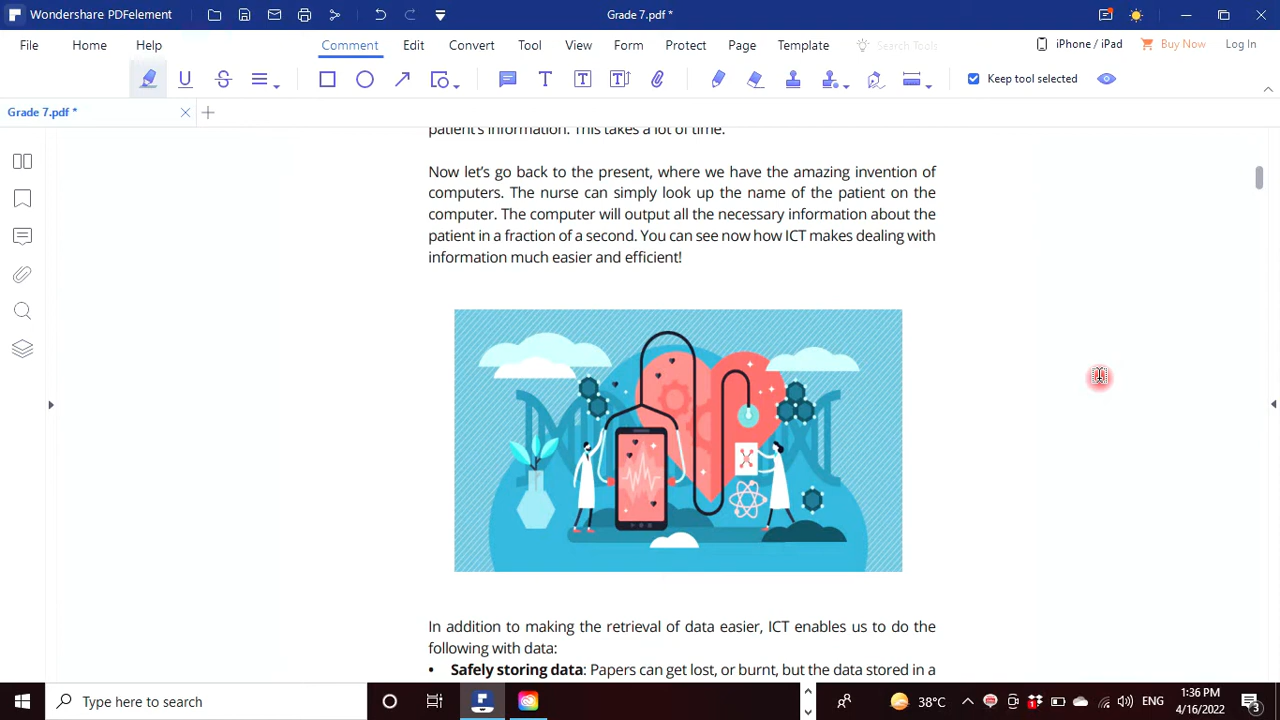 Wondershare PDFelement
Grade 7.pdf *
File Home Help Comment Edit Convert Tool View Form Protect Page Template Search Tools iPhone / iPad Buy Now Log In
Keep tool selected
Grade 7.pdf *
patient's information. This takes a lot of time.
Now let's go back to the present, where we have the amazing invention of
computers. The nurse can simply look up the name of the patient on the
computer. The computer will output all the necessary information about the
patient in a fraction of a second. You can see now how ICT makes dealing with
information much easier and efficient!
In addition to making the retrieval of data easier, ICT enables us to do the
following with data:
• Safely storing data: Papers can get lost, or burnt, but the data stored in a
Type here to search
38°C
ENG
1:36 PM
4/16/2022
3